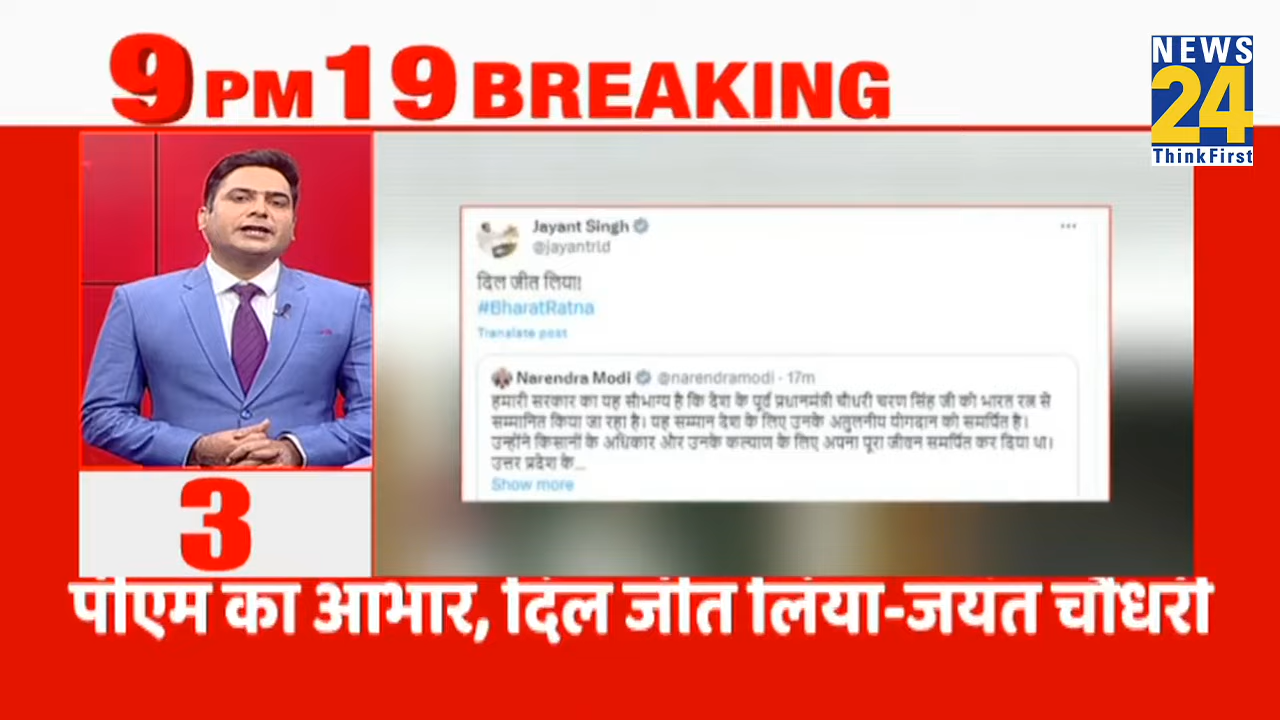 9 PM 19 BREAKING
NEWS
24
ThinkFirst
Jayant Singh
@jayantrld
दिल जीत लिया!
#BharatRatna
Translate post
Narendra Modi @narendramodi · 17m
हमारी सरकार का यह सौभाग्य है कि देश के पूर्व प्रधानमंत्री चौधरी चरण सिंह जी को भारत रत्न से
सम्मानित किया जा रहा है। यह सम्मान देश के लिए उनके अतुलनीय योगदान को समर्पित है।
उन्होंने किसानों के अधिकार और उनके कल्याण के लिए अपना पूरा जीवन समर्पित कर दिया था।
उत्तर प्रदेश के...
Show more
3
पीएम का आभार, दिल जीत लिया-जयंत चौधरी